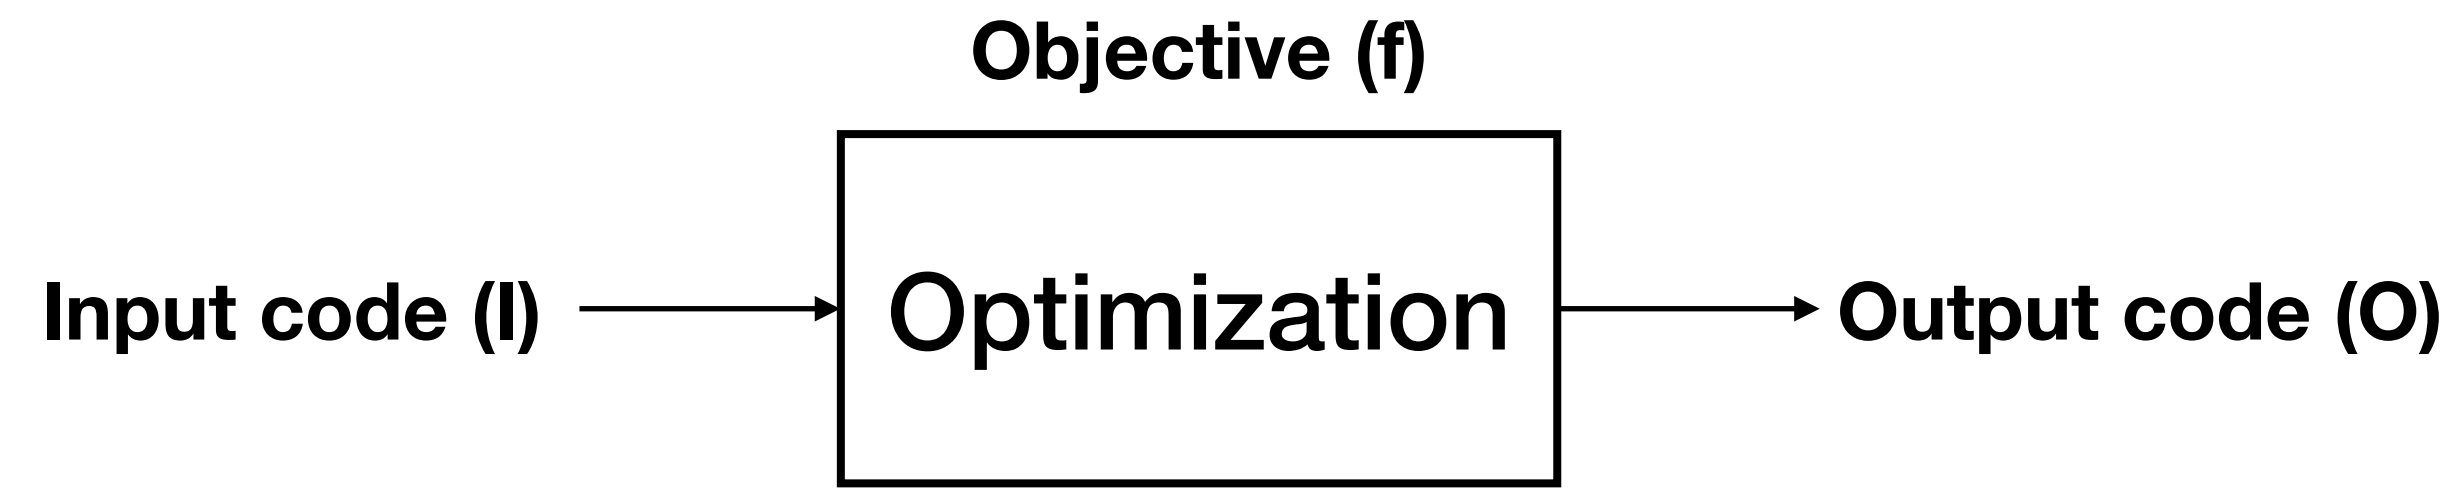 Objective (f)
Input code (I)
Optimization
Output code (O)